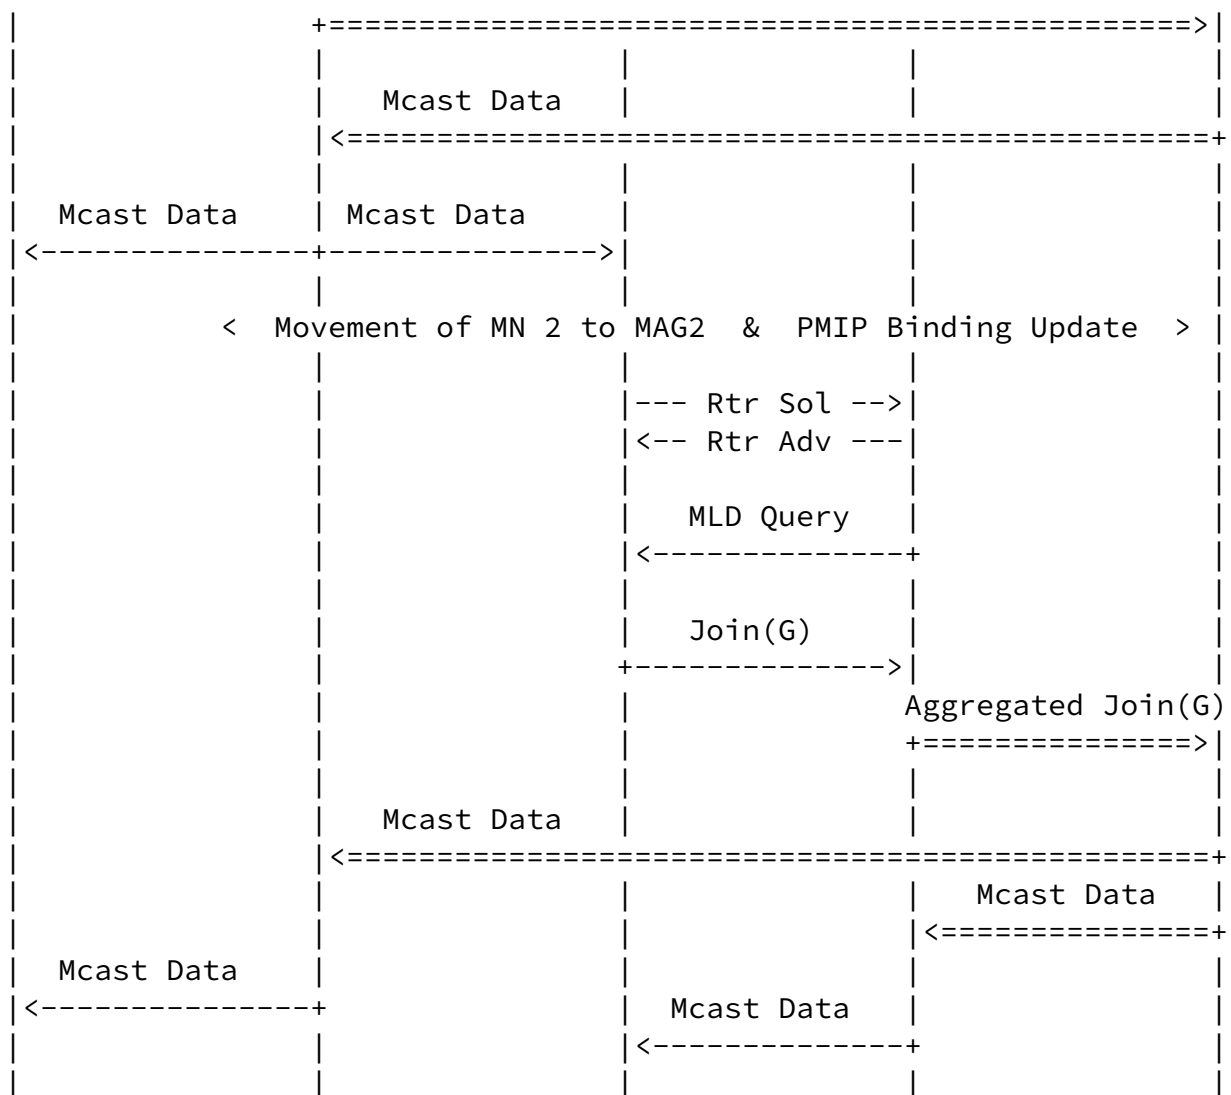 Mcast Data
Mcast Data Mcast Data
< Movement of MN 2 to MAG2 & PMIP Binding Update >
--- Rtr Sol -->
<-- Rtr Adv ---
MLD Query
Join(G)
Aggregated Join(G)
Mcast Data
Mcast Data
Mcast Data
Mcast Data